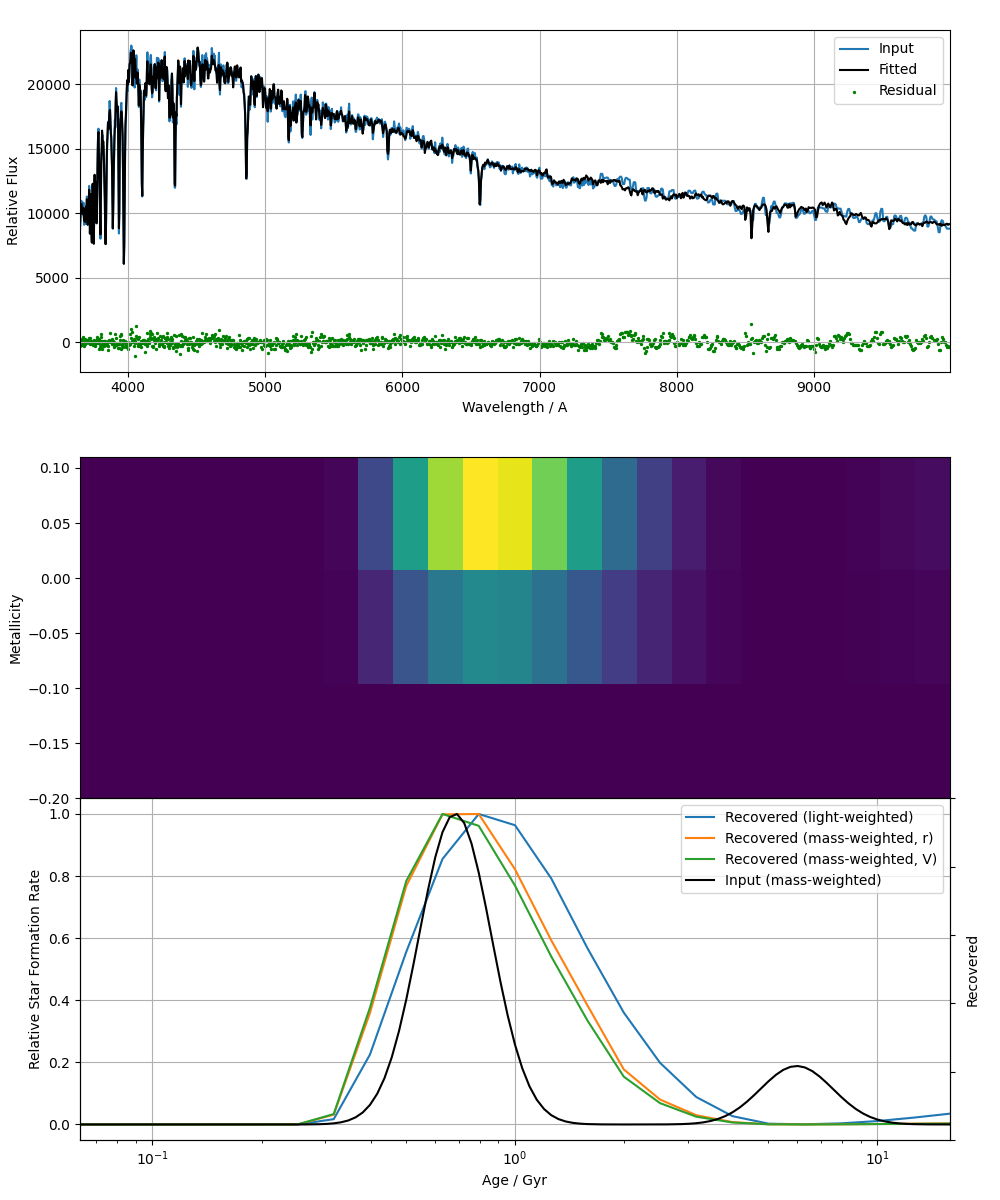 Input
Fitted
Residual
20000
15000
10000
5000
0
Relative Flux
4000
5000
6000
7000
8000
9000
Wavelength / A
0.10
0.05
0.00
−0.05
−0.10
−0.15
−0.20
Metallicity
Recovered (light-weighted)
Recovered (mass-weighted, r)
Recovered (mass-weighted, V)
Input (mass-weighted)
1.0
0.8
0.6
0.4
0.2
0.0
Relative Star Formation Rate
Recovered
10⁻¹
10⁰
10¹
Age / Gyr